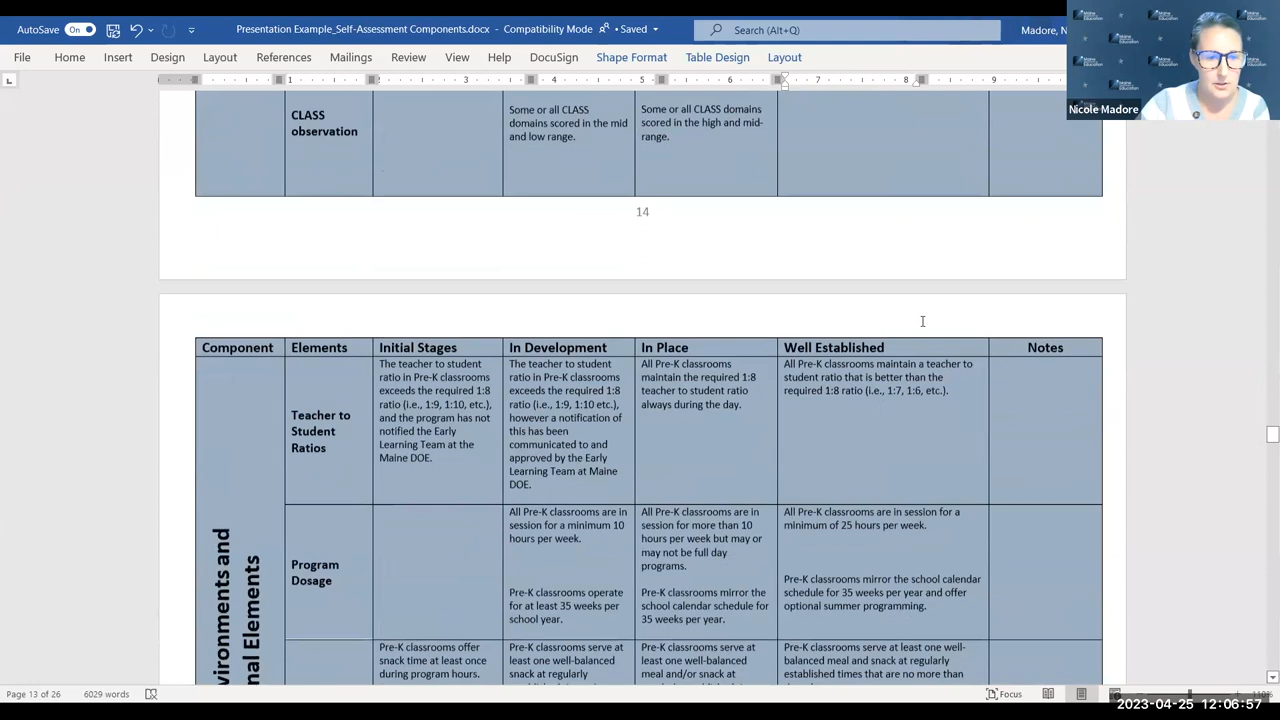 AutoSave On
Presentation Example_Self-Assessment Components.docx - Compatibility Mode • Saved
Search (Alt+Q)
Madore, N
File Home Insert Draw Design Layout References Mailings Review View Help DocuSign Shape Format Table Design Layout
1 2 3 4 5 6 7 8 9
Maine
Education
Nicole Madore
CLASS
observation
Some or all CLASS
domains scored in the mid
and low range.
Some or all CLASS domains
scored in the high and mid-
range.
14
Component Elements Initial Stages In Development In Place Well Established Notes
Teacher to
Student
Ratios
The teacher to student
ratio in Pre-K classrooms
exceeds the required 1:8
ratio (i.e., 1:9, 1:10, etc.),
and the program has not
notified the Early
Learning Team at the
Maine DOE.
The teacher to student
ratio in Pre-K classrooms
exceeds the required 1:8
ratio (i.e., 1:9, 1:10 etc.),
however a notification of
this has been
communicated to and
approved by the Early
Learning Team at Maine
DOE.
All Pre-K classrooms
maintain the required 1:8
teacher to student ratio
always during the day.
All Pre-K classrooms maintain a teacher to
student ratio that is better than the
required 1:8 ratio (i.e., 1:7, 1:6, etc.).
Program
Dosage
All Pre-K classrooms are in
session for a minimum 10
hours per week.
Pre-K classrooms operate
for at least 35 weeks per
school year.
All Pre-K classrooms are in
session for more than 10
hours per week but may or
may not be full day
programs.
Pre-K classrooms mirror the
school calendar schedule for
35 weeks per year.
All Pre-K classrooms are in session for a
minimum of 25 hours per week.
Pre-K classrooms mirror the school calendar
schedule for 35 weeks per year and offer
optional summer programming.
Pre-K classrooms offer
snack time at least once
during program hours.
Pre-K classrooms serve at
least one well-balanced
snack at regularly
Pre-K classrooms serve at
least one well-balanced
meal and/or snack at
Pre-K classrooms serve at least one well-
balanced meal and snack at regularly
established times that are no more than
vironments and
nal Elements
Page 13 of 26 6029 words
Focus
110%
2023-04-25 12:06:57